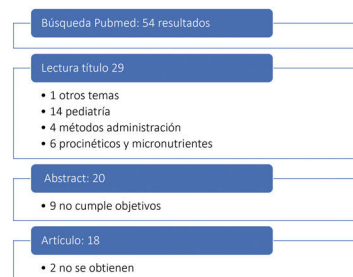 Búsqueda Pubmed: 54 resultados
Lectura título 29
• 1 otros temas
• 14 pediatría
• 4 métodos administración
• 6 procinéticos y micronutrientes
Abstract: 20
• 9 no cumple objetivos
Artículo: 18
• 2 no se obtienen